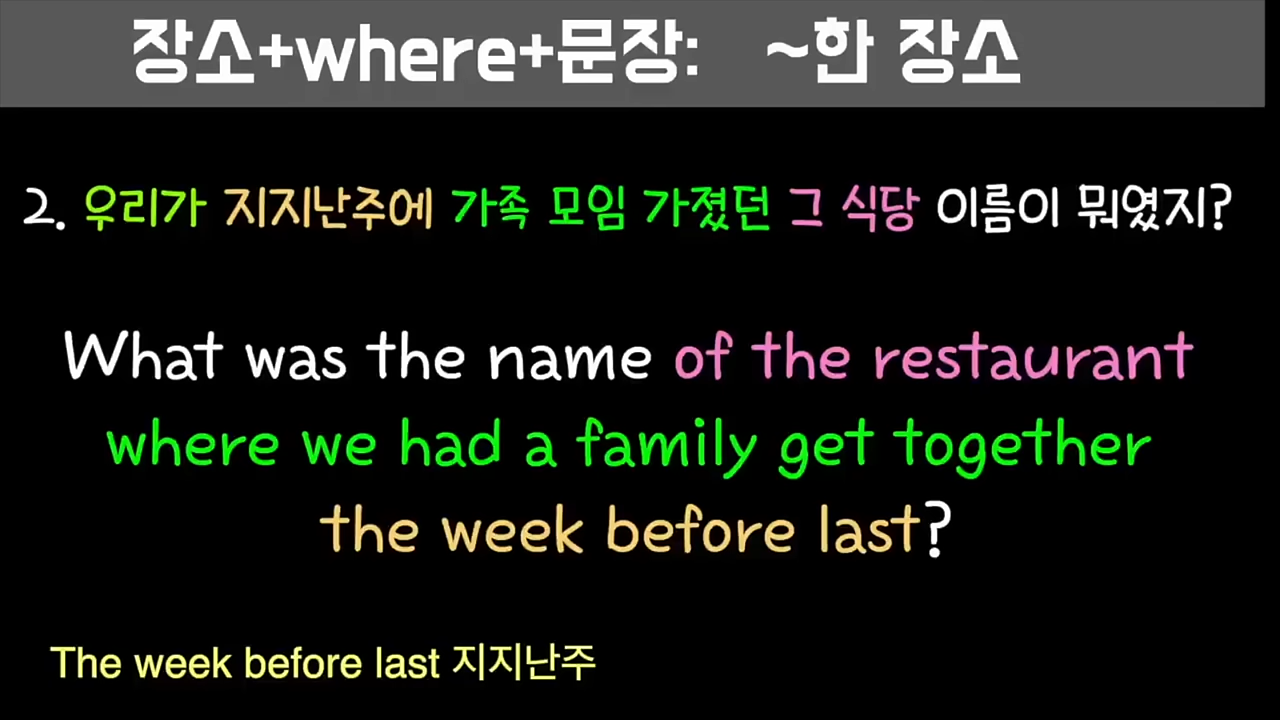 장소+where+문장: ~한 장소
2. 우리가 지지난주에 가족 모임 가졌던 그 식당 이름이 뭐였지?
What was the name of the restaurant
where we had a family get together
the week before last?
The week before last 지지난주